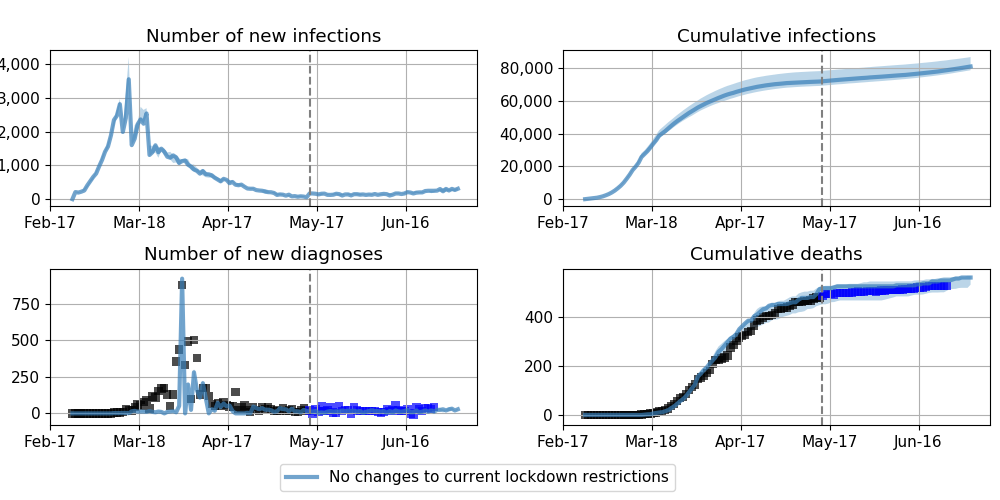 Number of new infections
Cumulative infections
4,000
3,000
2,000
1,000
0
Feb-17 Mar-18 Apr-17 May-17 Jun-16
80,000
60,000
40,000
20,000
0
Feb-17 Mar-18 Apr-17 May-17 Jun-16
Number of new diagnoses
Cumulative deaths
750
500
250
0
Feb-17 Mar-18 Apr-17 May-17 Jun-16
400
200
0
Feb-17 Mar-18 Apr-17 May-17 Jun-16
No changes to current lockdown restrictions